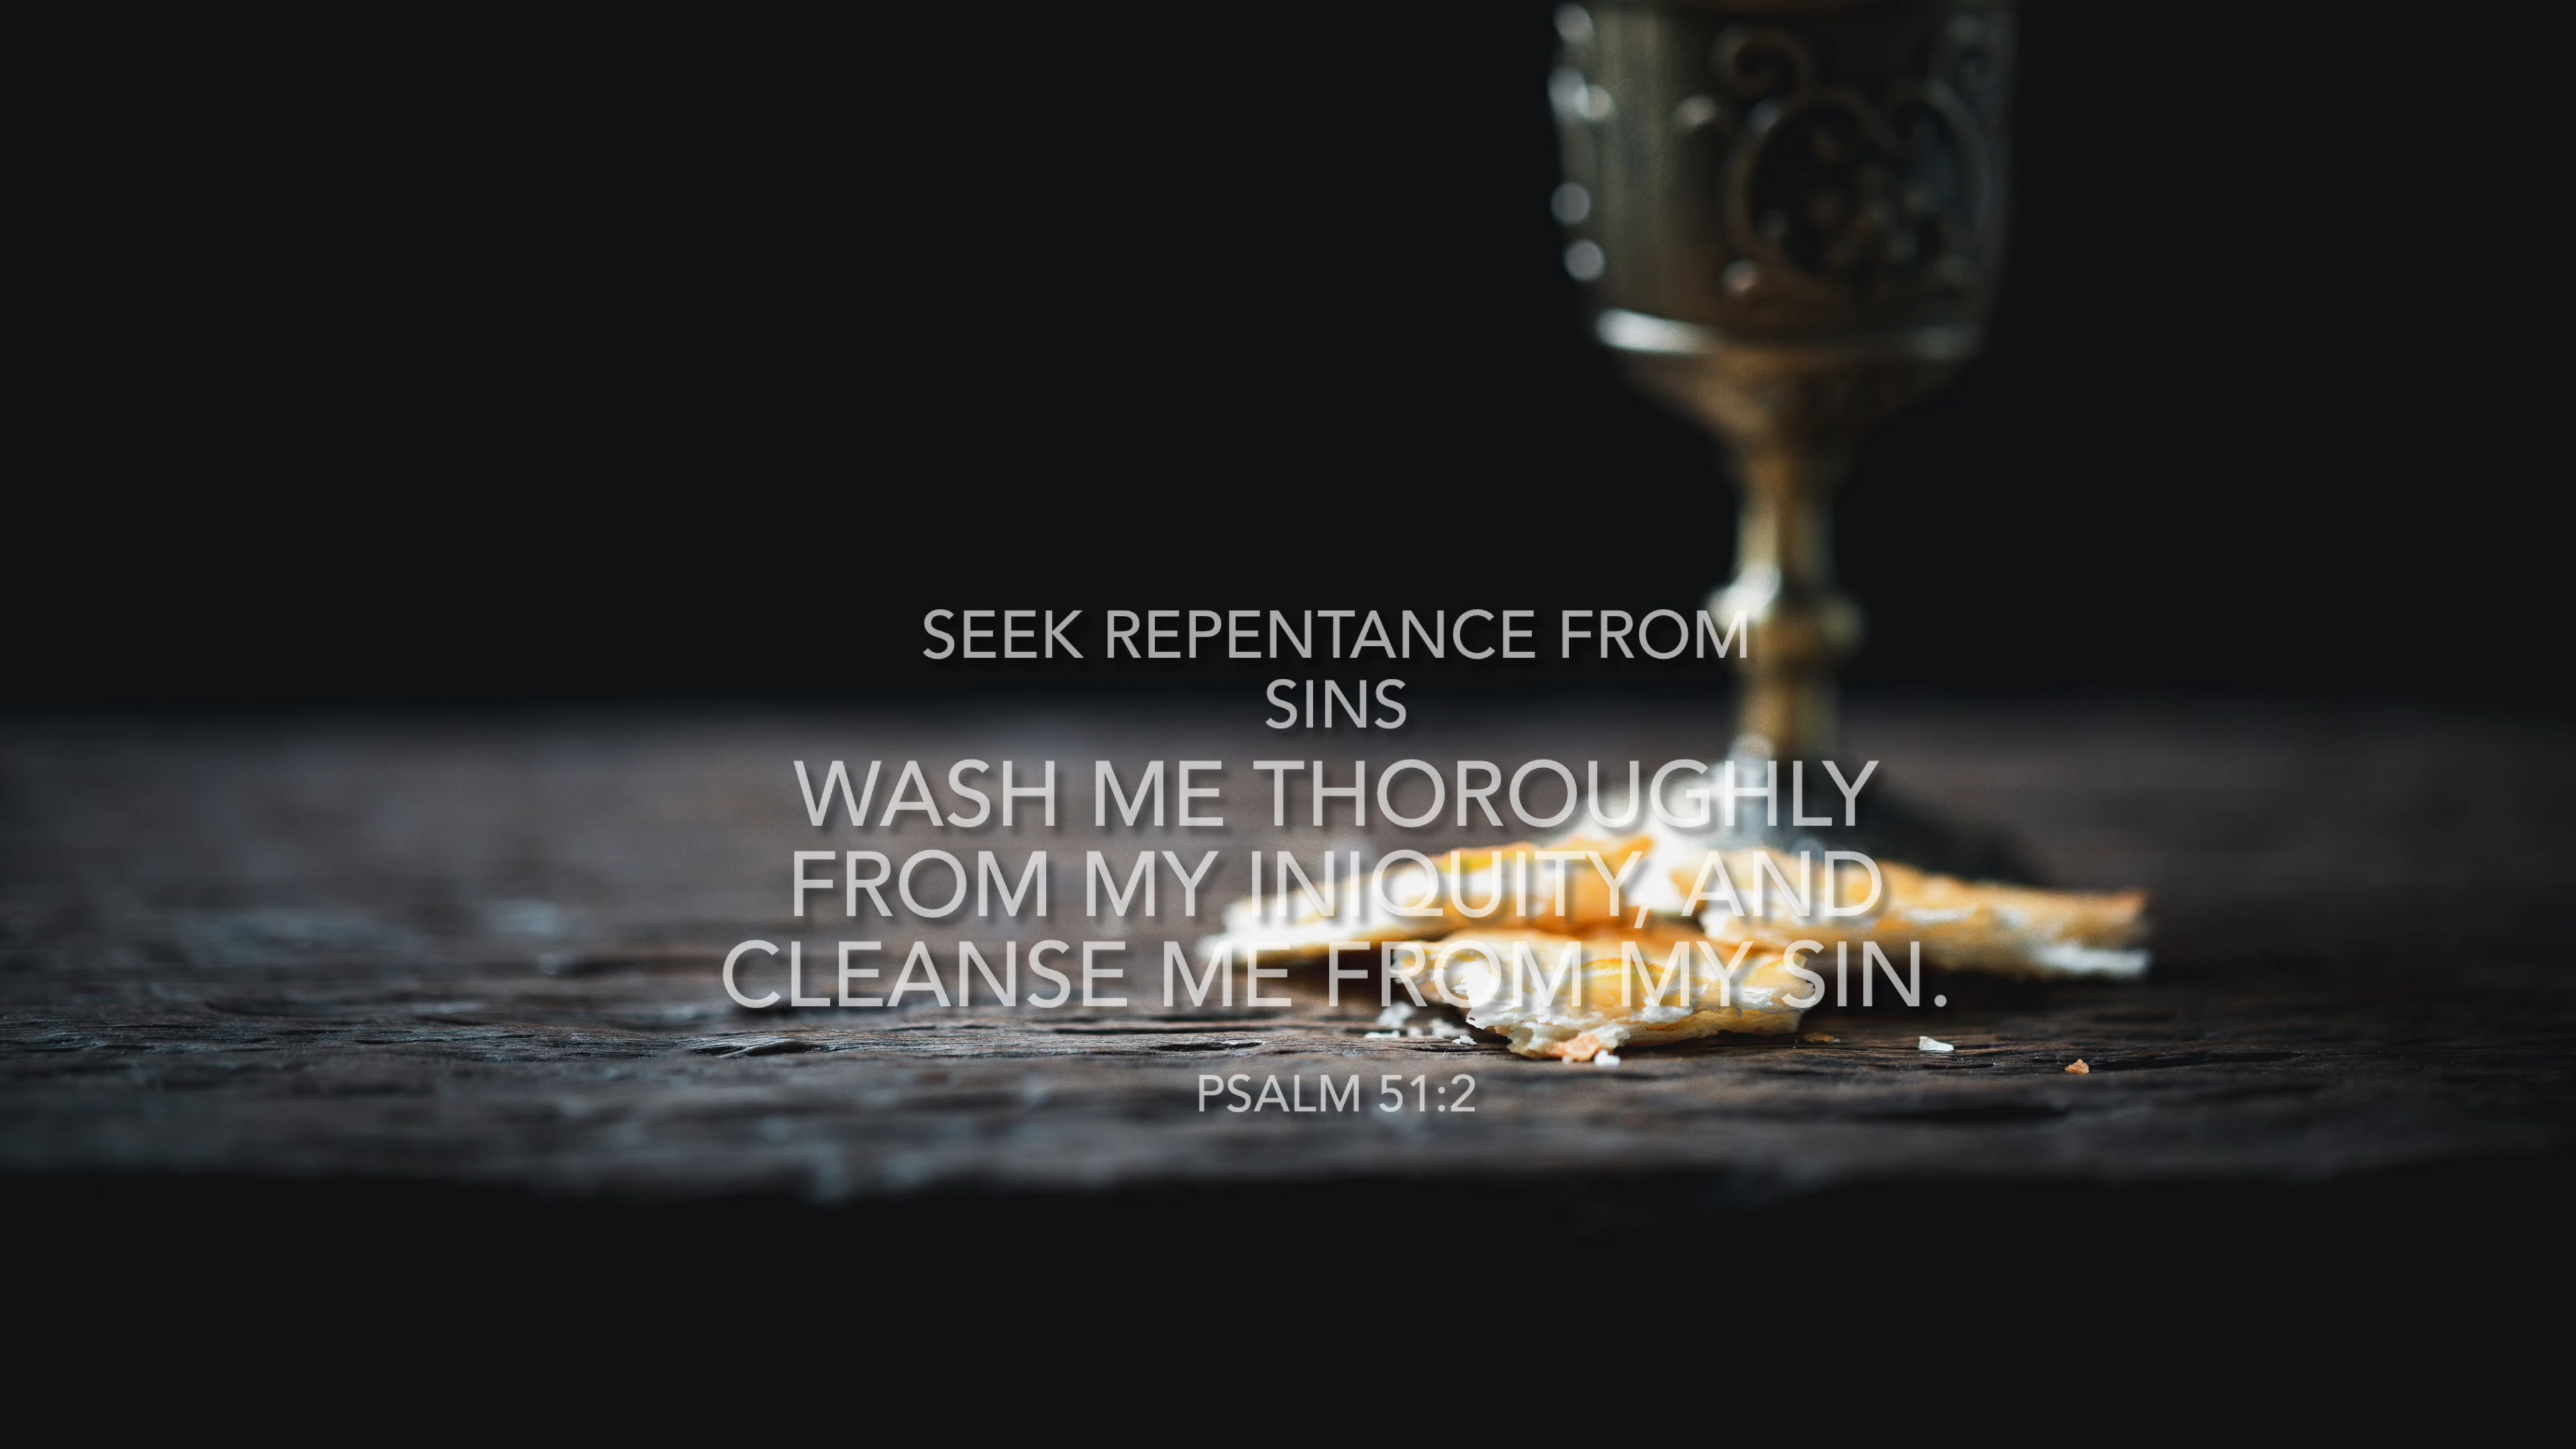 SEEK REPENTANCE FROM
SINS
WASH ME THOROUGHLY
FROM MY INIQUITY, AND
CLEANSE ME FROM MY SIN.
PSALM 51:2